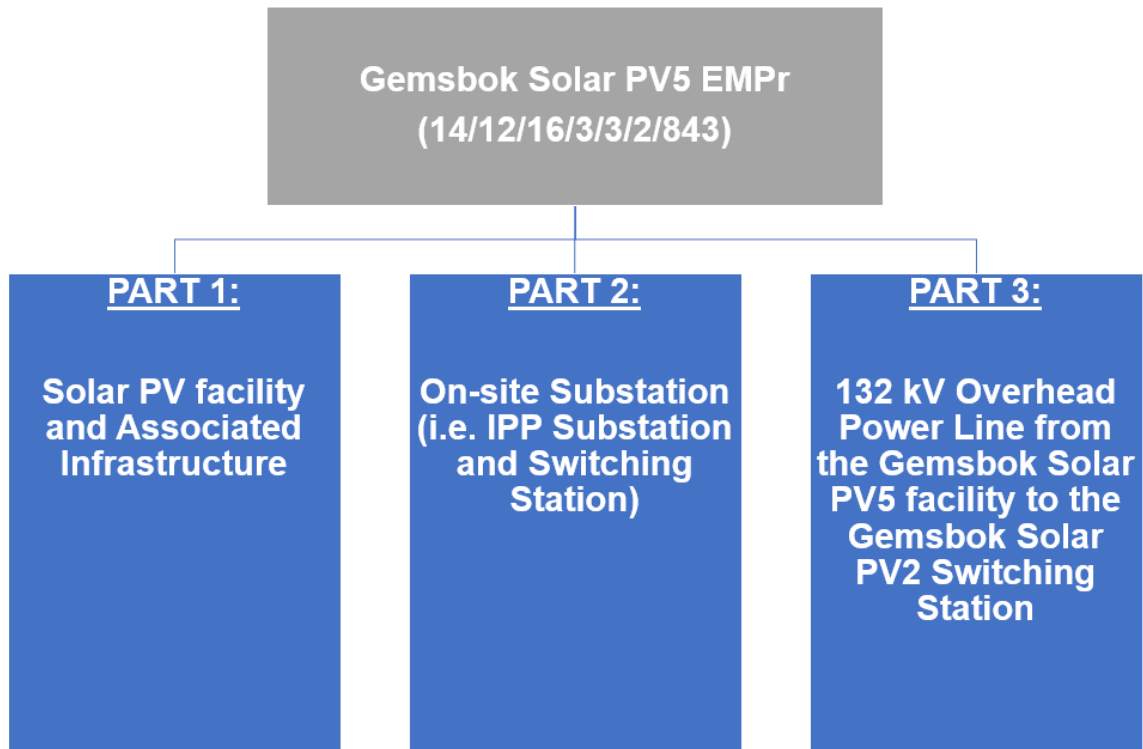 Gemsbok Solar PV5 EMPr
(14/12/16/3/3/2/843)
PART 1:
Solar PV facility
and Associated
Infrastructure
PART 2:
On-site Substation
(i.e. IPP Substation
and Switching
Station)
PART 3:
132 kV Overhead
Power Line from
the Gemsbok Solar
PV5 facility to the
Gemsbok Solar
PV2 Switching
Station